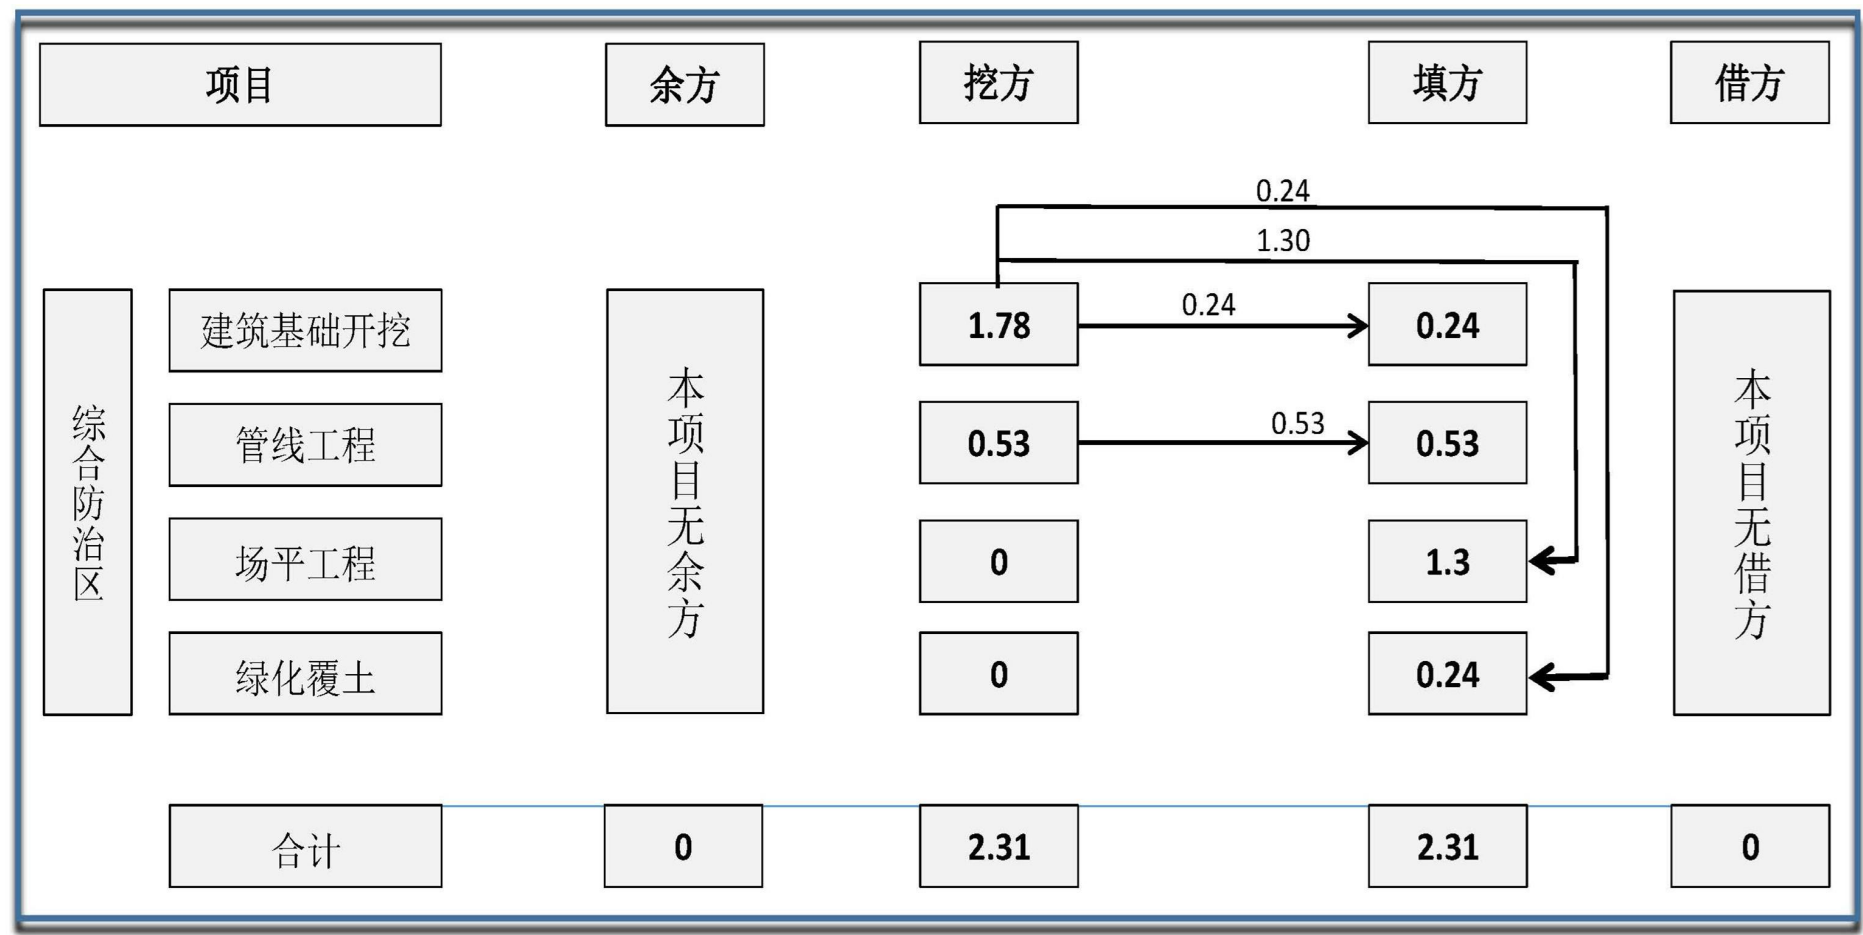 项目
余方
挖方
填方
借方
0.24
1.30
综合防治区
建筑基础开挖
本项目无余方
1.78
0.24
0.24
本项目无借方
管线工程
0.53
0.53
0.53
场平工程
0
1.3
绿化覆土
0
0.24
合计
0
2.31
2.31
0